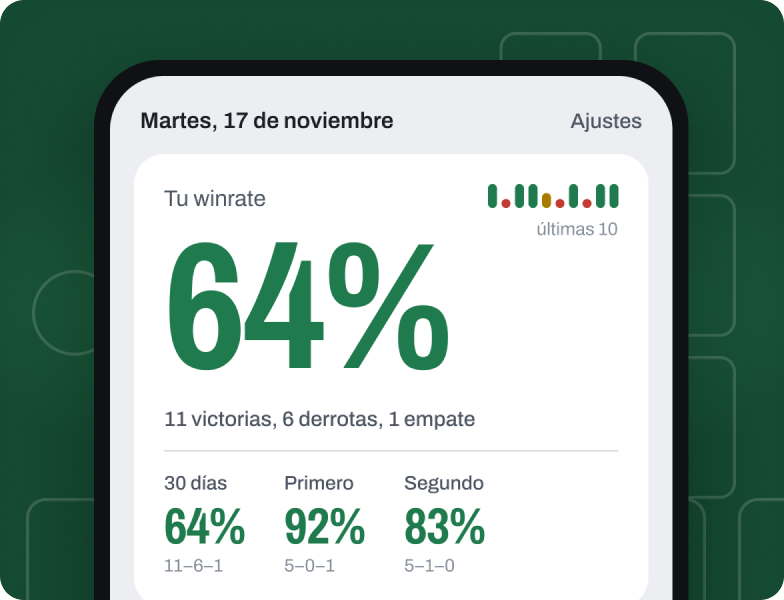 Martes, 17 de noviembre
Ajustes
Tu winrate
últimas 10
64%
11 victorias, 6 derrotas, 1 empate
30 días
Primero
Segundo
64%
92%
83%
11–6–1
5–0–1
5–1–0